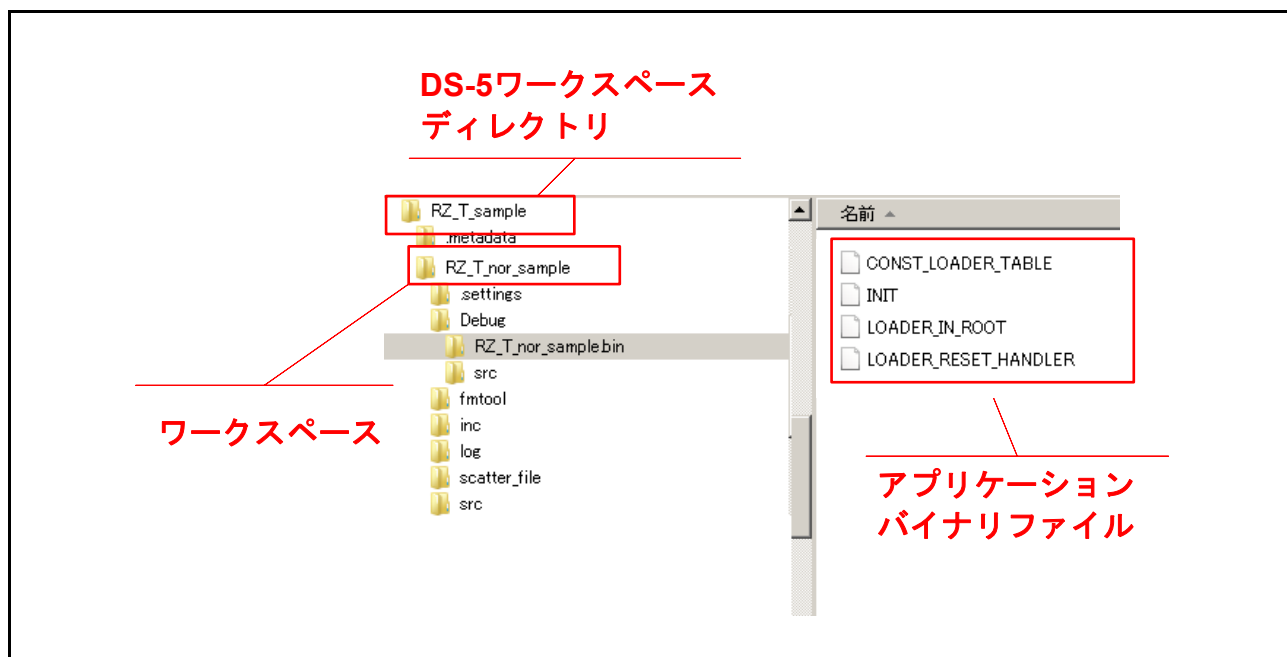 DS-5ワークスペース
ディレクトリ
RZ_T_sample
.metadata
RZ_T_nor_sample
.settings
Debug
RZ_T_nor_sample.bin
src
fmtool
inc
log
scatter_file
src
ワークスペース
名前
CONST_LOADER_TABLE
INIT
LOADER_IN_ROOT
LOADER_RESET_HANDLER
アプリケーション
バイナリファイル